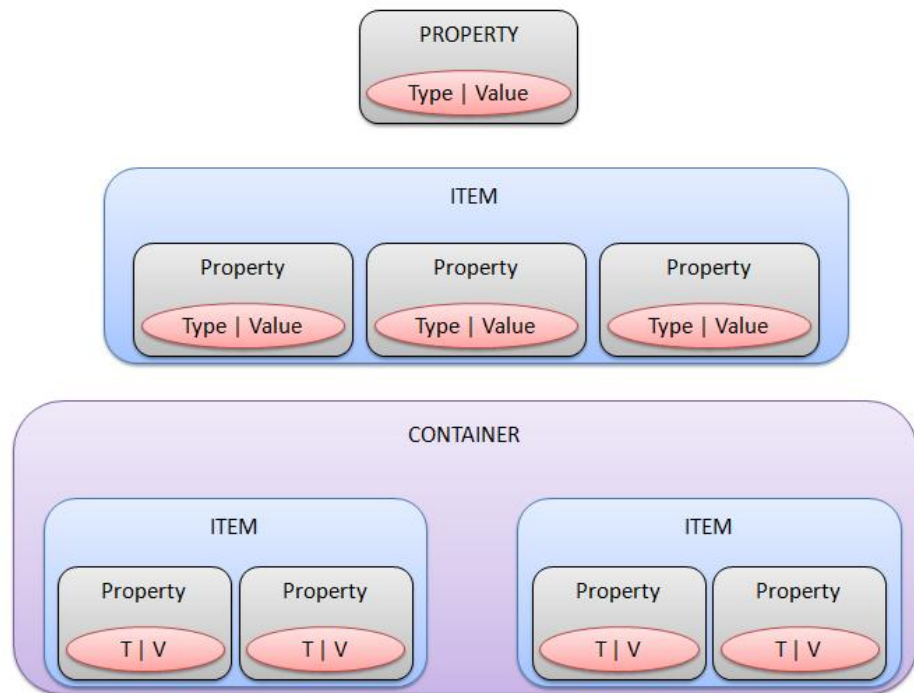 PROPERTY
Type | Value
ITEM
Property Property Property
Type | Value Type | Value Type | Value
CONTAINER
ITEM ITEM
Property Property Property Property
T | V T | V T | V T | V